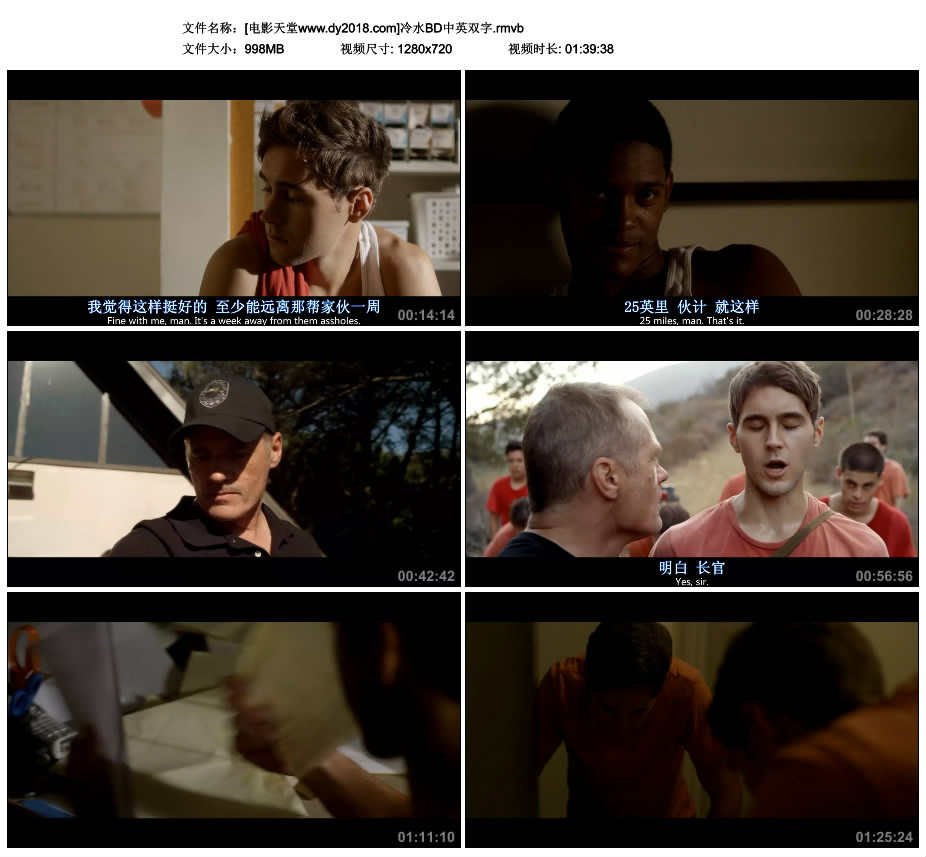 文件名称：[电影天堂www.dy2018.com]冷水BD中英双字.rmvb
文件大小：998MB 视频尺寸: 1280x720 视频时长: 01:39:38
我觉得这样挺好的 至少能远离那帮家伙一周
Fine with me, man. It's a week away from them assholes.
00:14:14
25英里 伙计 就这样
25 miles, man. That's it.
00:28:28
00:42:42
明白 长官
Yes, sir.
00:56:56
01:11:10
01:25:24